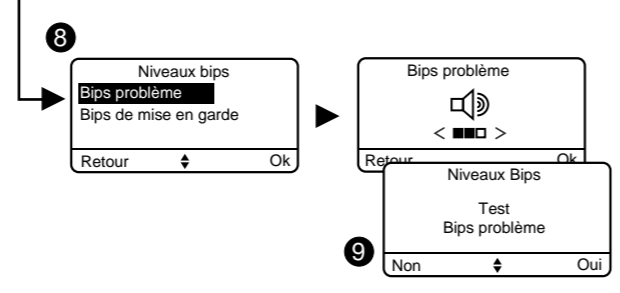 8
Niveaux bips
Bips problème
Bips de mise en garde
Retour Ok
Bips problème
< >
Retour Ok
Niveaux Bips
Test
Bips problème
9
Non Oui